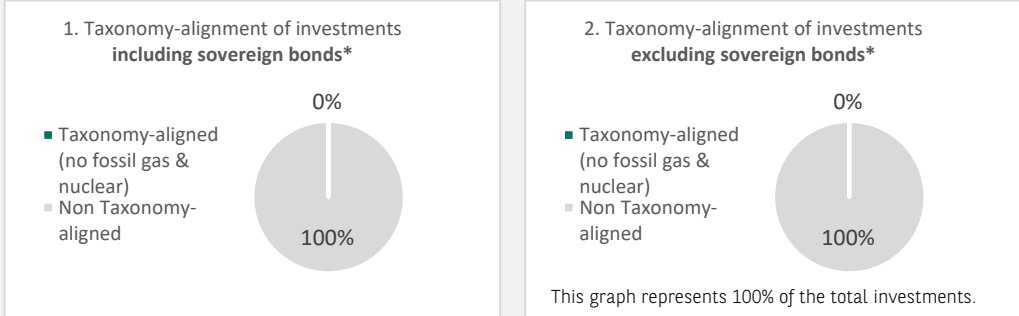 1. Taxonomy-alignment of investments
including sovereign bonds*
0%
Taxonomy-aligned
(no fossil gas &
nuclear)
Non Taxonomy-
aligned
100%
2. Taxonomy-alignment of investments
excluding sovereign bonds*
0%
Taxonomy-aligned
(no fossil gas &
nuclear)
Non Taxonomy-
aligned
100%
This graph represents 100% of the total investments.